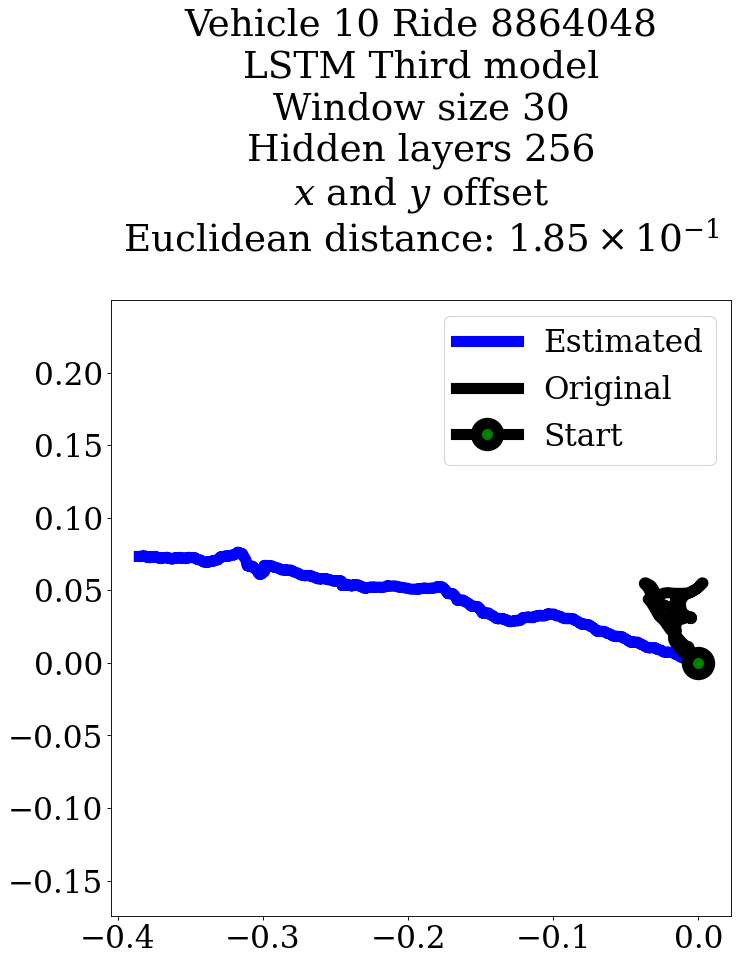 Vehicle 10 Ride 8864048
LSTM Third model
Window size 30
Hidden layers 256
x and y offset
Euclidean distance: 1.85 × 10⁻¹
Estimated
Original
Start
0.20
0.15
0.10
0.05
0.00
−0.05
−0.10
−0.15
−0.4 −0.3 −0.2 −0.1 0.0